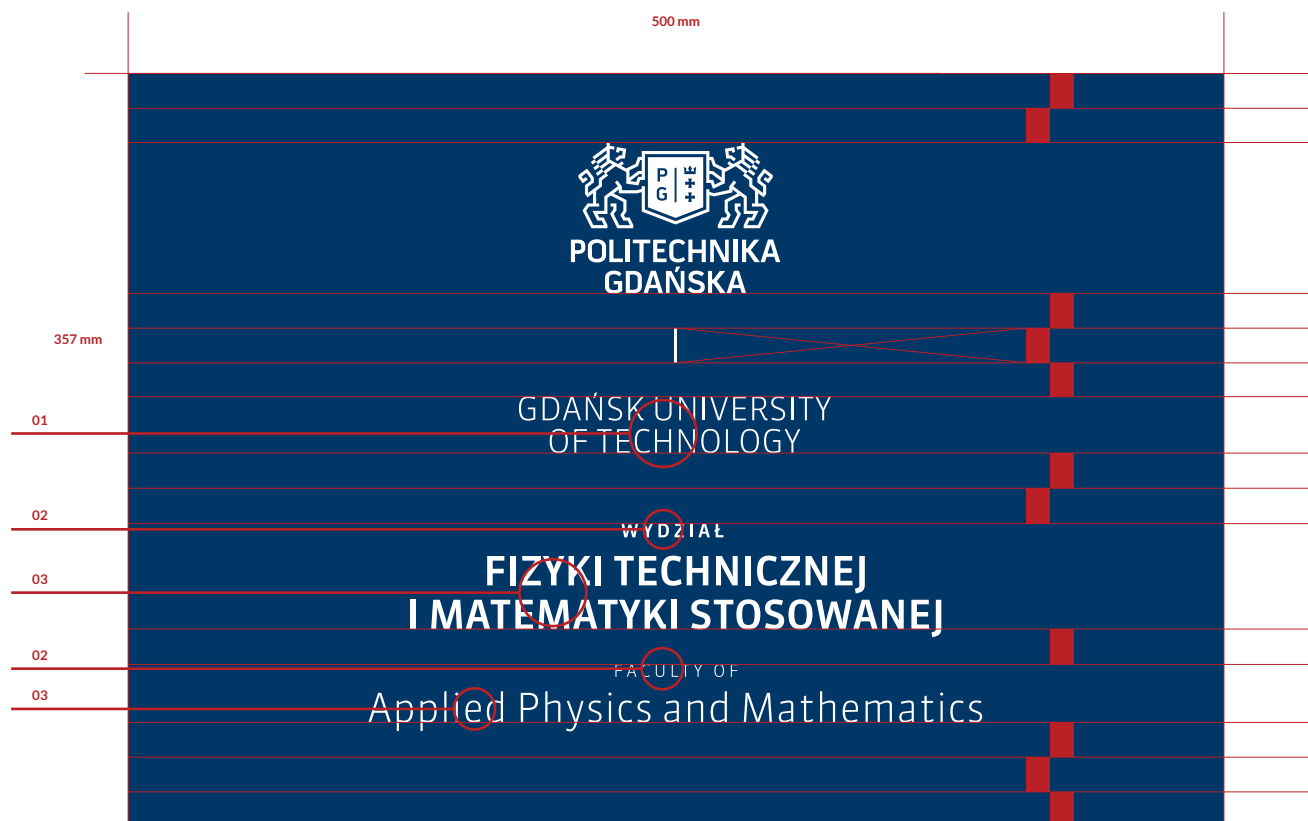 500 mm
P
G
POLITECHNIKA
GDAŃSKA
357 mm
GDAŃSK UNIVERSITY
01
OF TECHNOLOGY
02
WYDZIAŁ
FIZYKI TECHNICZNEJ
03
I MATEMATYKI STOSOWANEJ
02
FACULTY OF
03
Applied Physics and Mathematics